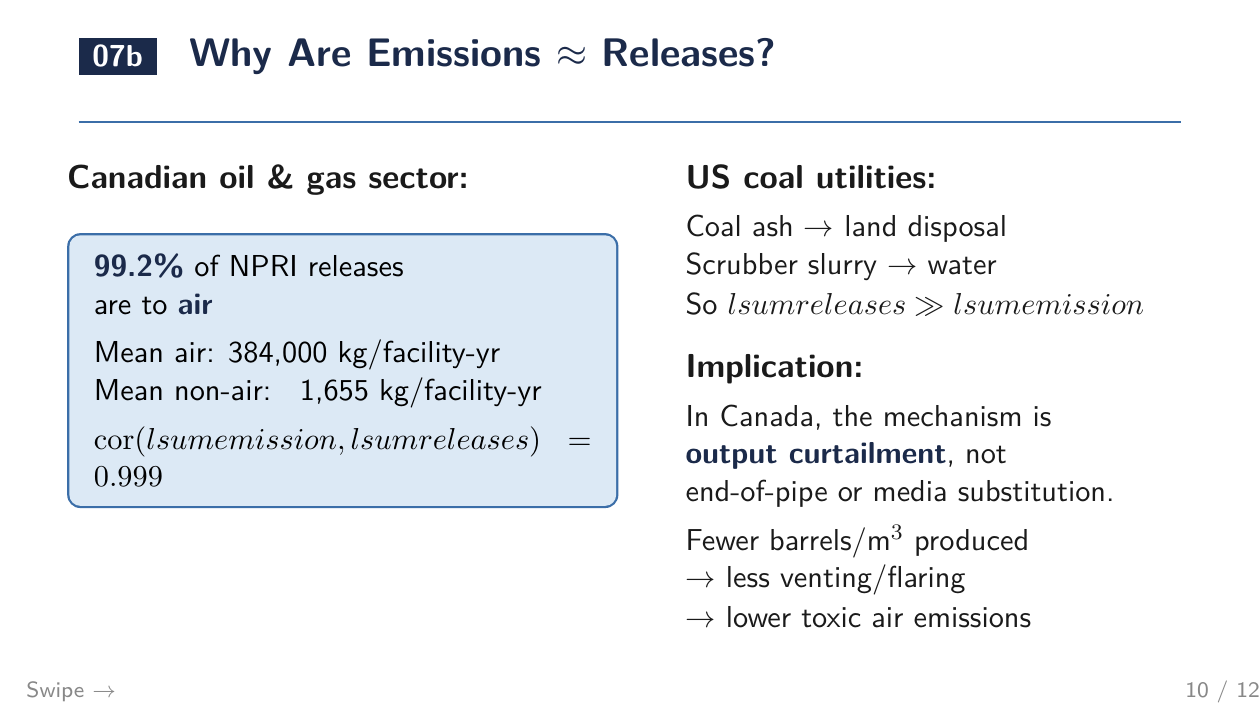 07b Why Are Emissions ≈ Releases?
Canadian oil & gas sector:
99.2% of NPRI releases
are to air
Mean air: 384,000 kg/facility-yr
Mean non-air: 1,655 kg/facility-yr
cor(lsumemission, lsumreleases) =
0.999
US coal utilities:
Coal ash → land disposal
Scrubber slurry → water
So lsumreleases ≫ lsumemission
Implication:
In Canada, the mechanism is
output curtailment, not
end-of-pipe or media substitution.
Fewer barrels/m³ produced
→ less venting/flaring
→ lower toxic air emissions
Swipe →
10 / 12